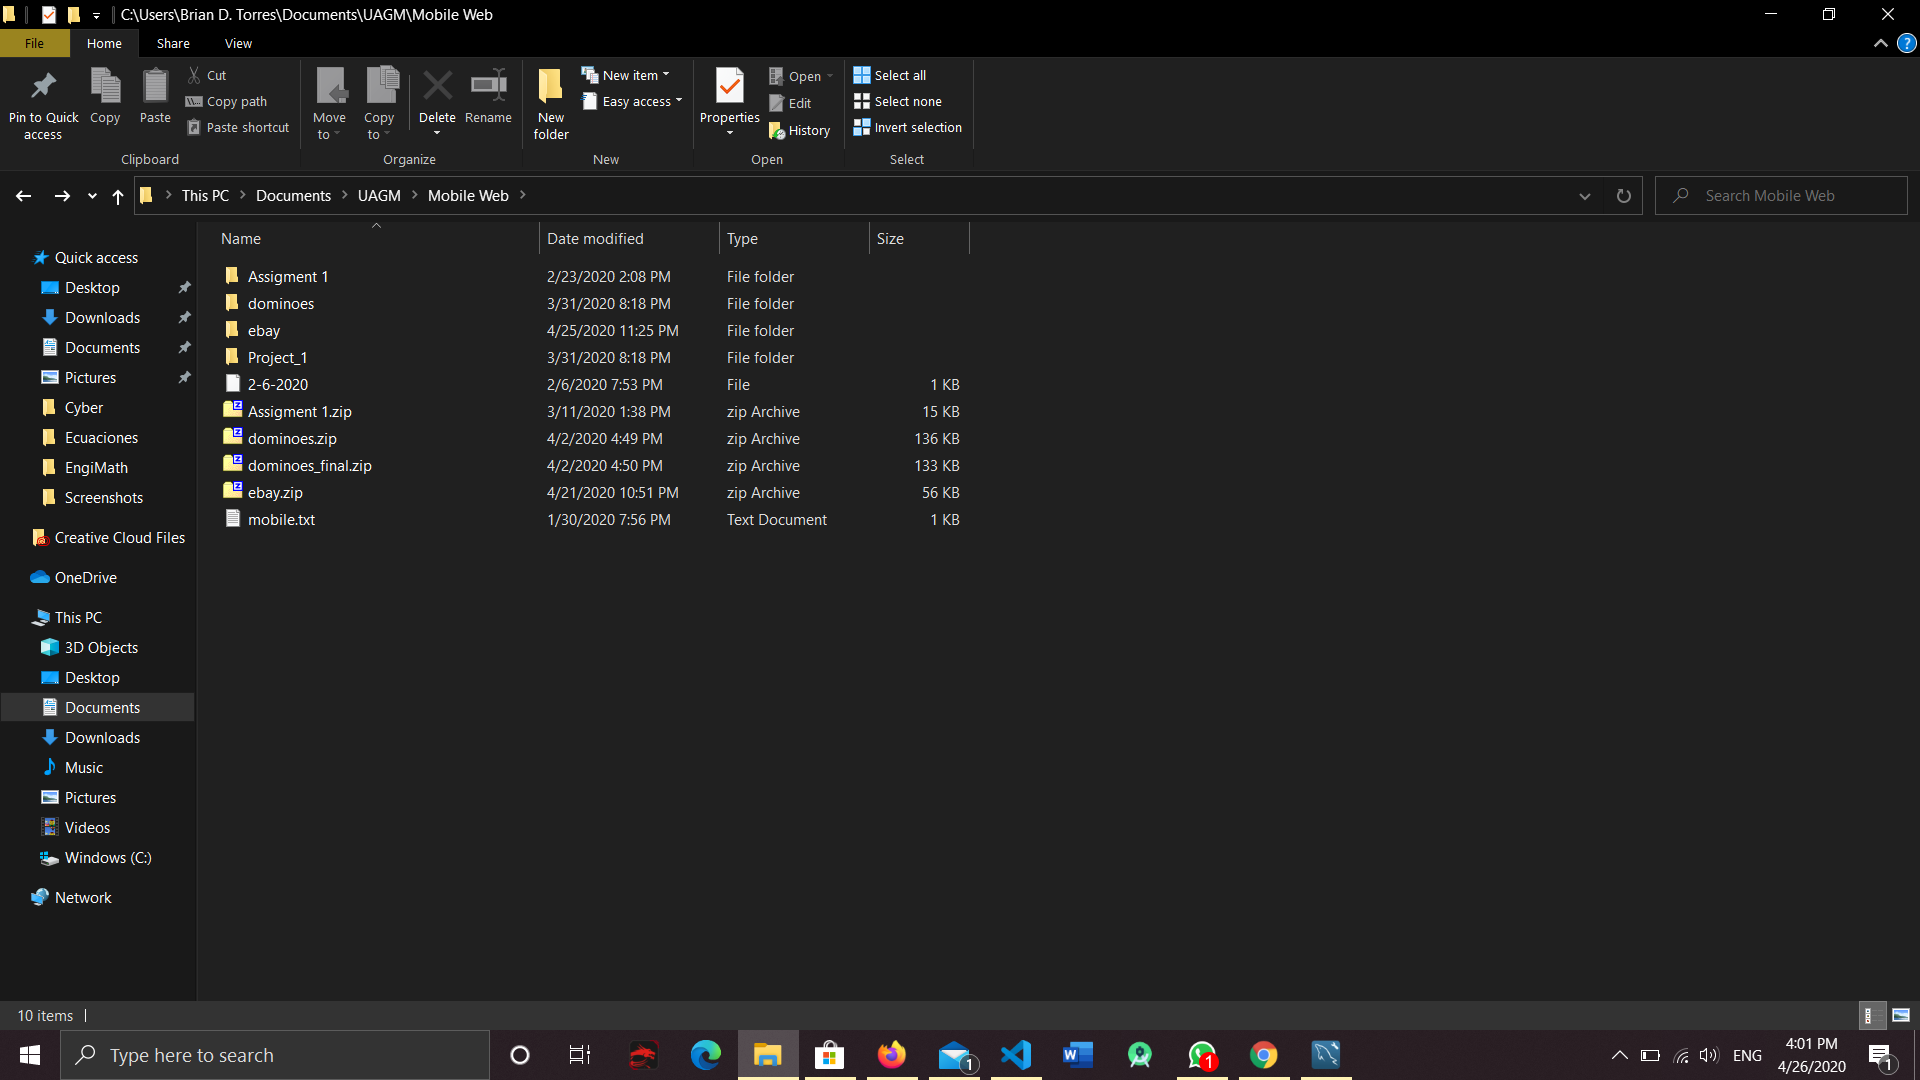 C:\Users\Brian D. Torres\Documents\UAGM\Mobile Web
File Home Share View
Pin to Quick access
Copy
Paste
Cut
Copy path
Paste shortcut
Clipboard
Move to
Copy to
Delete
Rename
Organize
New folder
New item
Easy access
New
Properties
Open
Edit
History
Open
Select all
Select none
Invert selection
Select
This PC > Documents > UAGM > Mobile Web >
Search Mobile Web
Quick access
Desktop
Downloads
Documents
Pictures
Cyber
Ecuaciones
EngiMath
Screenshots
Creative Cloud Files
OneDrive
This PC
3D Objects
Desktop
Documents
Downloads
Music
Pictures
Videos
Windows (C:)
Network
Name Date modified Type Size
Assigment 1 2/23/2020 2:08 PM File folder
dominoes 3/31/2020 8:18 PM File folder
ebay 4/25/2020 11:25 PM File folder
Project_1 3/31/2020 8:18 PM File folder
2-6-2020 2/6/2020 7:53 PM File 1 KB
Assigment 1.zip 3/11/2020 1:38 PM zip Archive 15 KB
dominoes.zip 4/2/2020 4:49 PM zip Archive 136 KB
dominoes_final.zip 4/2/2020 4:50 PM zip Archive 133 KB
ebay.zip 4/21/2020 10:51 PM zip Archive 56 KB
mobile.txt 1/30/2020 7:56 PM Text Document 1 KB
10 items
Type here to search
1
W
1
ENG
4:01 PM
4/26/2020
1